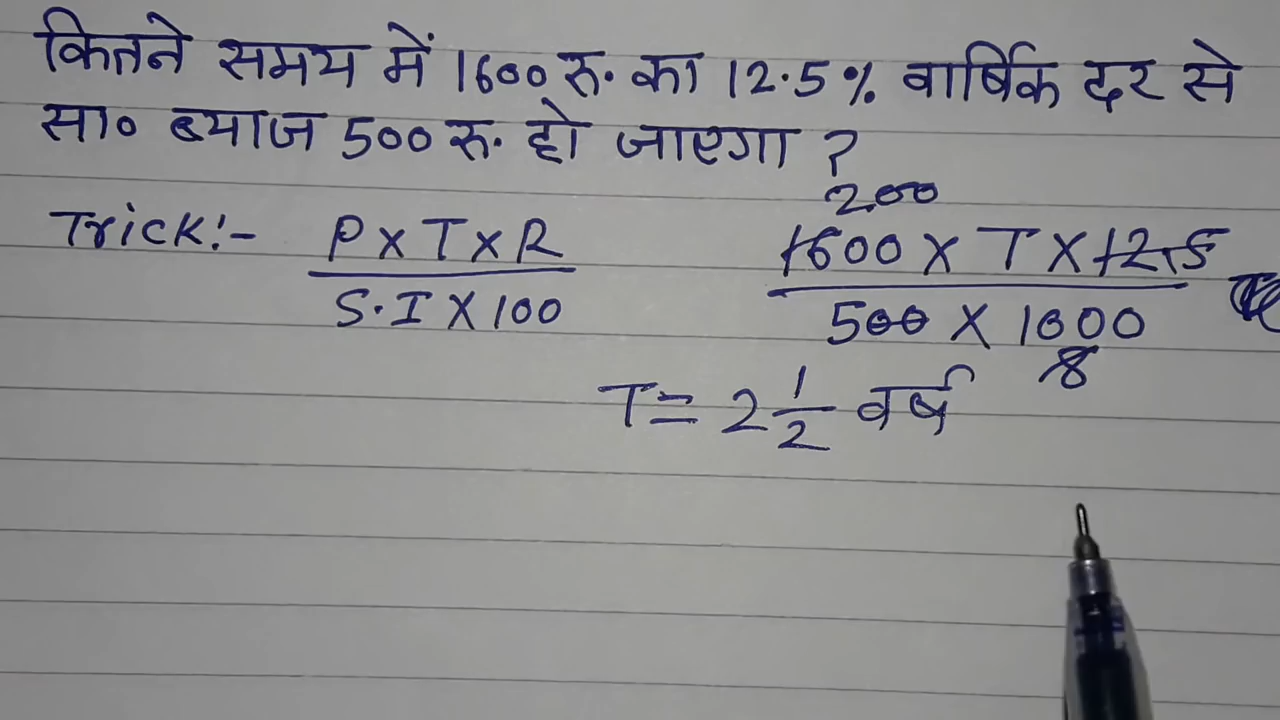 कितने समय में 1600 रु. का 12.5% वार्षिक दर से
सा० ब्याज 500 रु. हो जाएगा ?
Trick:- P X T X R
S.I X 100
200
1600 X T X 12.5
500 X 1000
8
T = 2 1/2 वर्ष